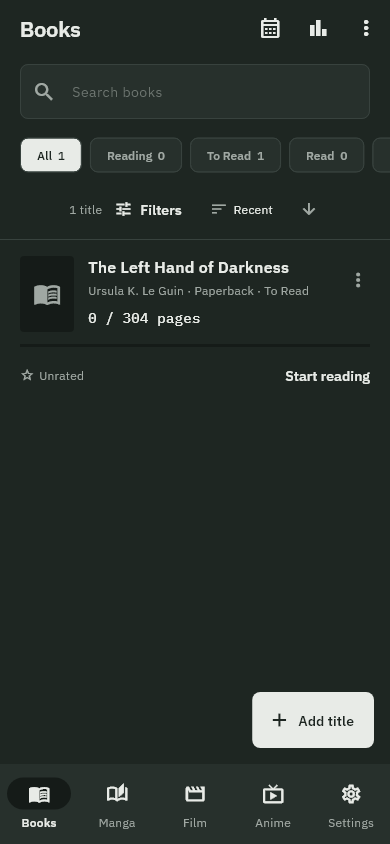 Books
Search books
All 1 Reading 0 To Read 1 Read 0
1 title Filters Recent
The Left Hand of Darkness
Ursula K. Le Guin · Paperback · To Read
0 / 304 pages
Unrated Start reading
Add title
Books Manga Film Anime Settings